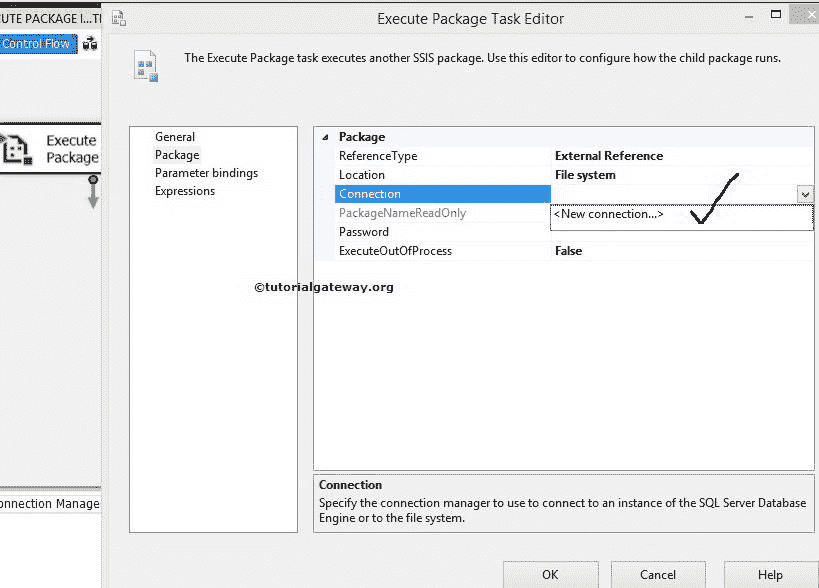 UTE PACKAGE I...T
Execute Package Task Editor
Control Flow
The Execute Package task executes another SSIS package. Use this editor to configure how the child package runs.
Execute
Package
General
Package
Parameter bindings
Expressions
Package
ReferenceType External Reference
Location File system
Connection
<New connection...>
PackageNameReadOnly
Password
ExecuteOutOfProcess False
©tutorialgateway.org
Connection
Specify the connection manager to use to connect to an instance of the SQL Server Database
Engine or to the file system.
onnection Manage
OK Cancel Help